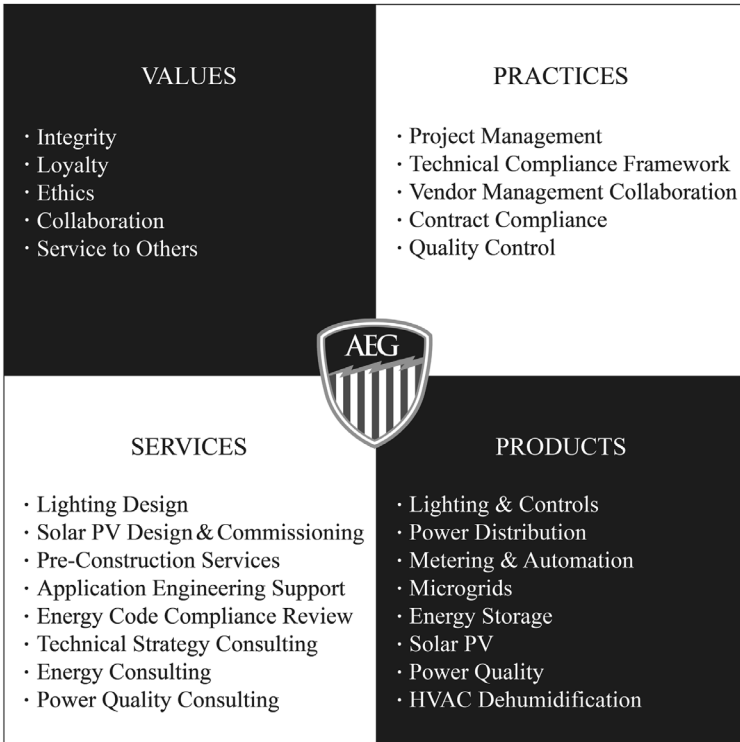 VALUES
· Integrity
· Loyalty
· Ethics
· Collaboration
· Service to Others
PRACTICES
· Project Management
· Technical Compliance Framework
· Vendor Management Collaboration
· Contract Compliance
· Quality Control
AEG
SERVICES
· Lighting Design
· Solar PV Design & Commissioning
· Pre-Construction Services
· Application Engineering Support
· Energy Code Compliance Review
· Technical Strategy Consulting
· Energy Consulting
· Power Quality Consulting
PRODUCTS
· Lighting & Controls
· Power Distribution
· Metering & Automation
· Microgrids
· Energy Storage
· Solar PV
· Power Quality
· HVAC Dehumidification